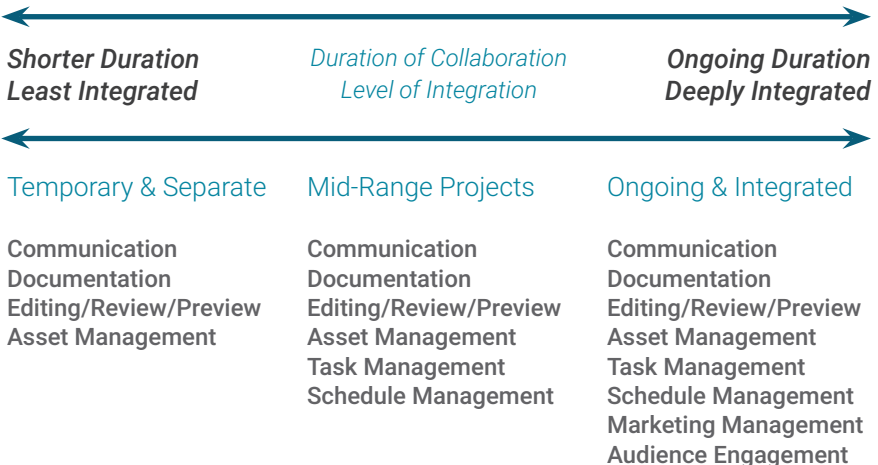 Shorter Duration
Least Integrated
Duration of Collaboration
Level of Integration
Ongoing Duration
Deeply Integrated
Temporary & Separate
Communication
Documentation
Editing/Review/Preview
Asset Management
Mid-Range Projects
Communication
Documentation
Editing/Review/Preview
Asset Management
Task Management
Schedule Management
Ongoing & Integrated
Communication
Documentation
Editing/Review/Preview
Asset Management
Task Management
Schedule Management
Marketing Management
Audience Engagement